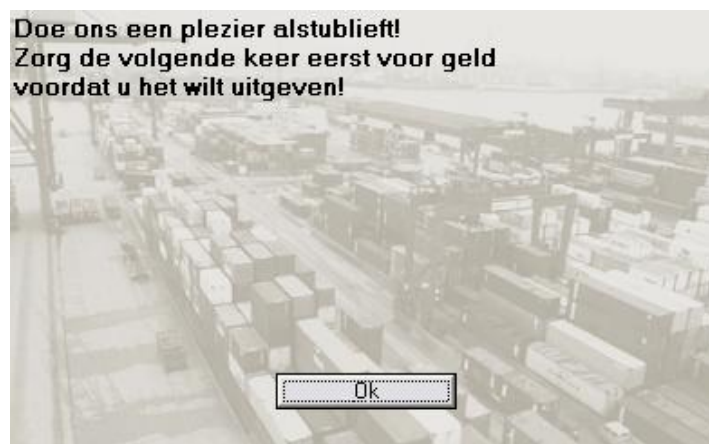 Doe ons een plezier alstublieft!
Zorg de volgende keer eerst voor geld
voordat u het wilt uitgeven!
Ok